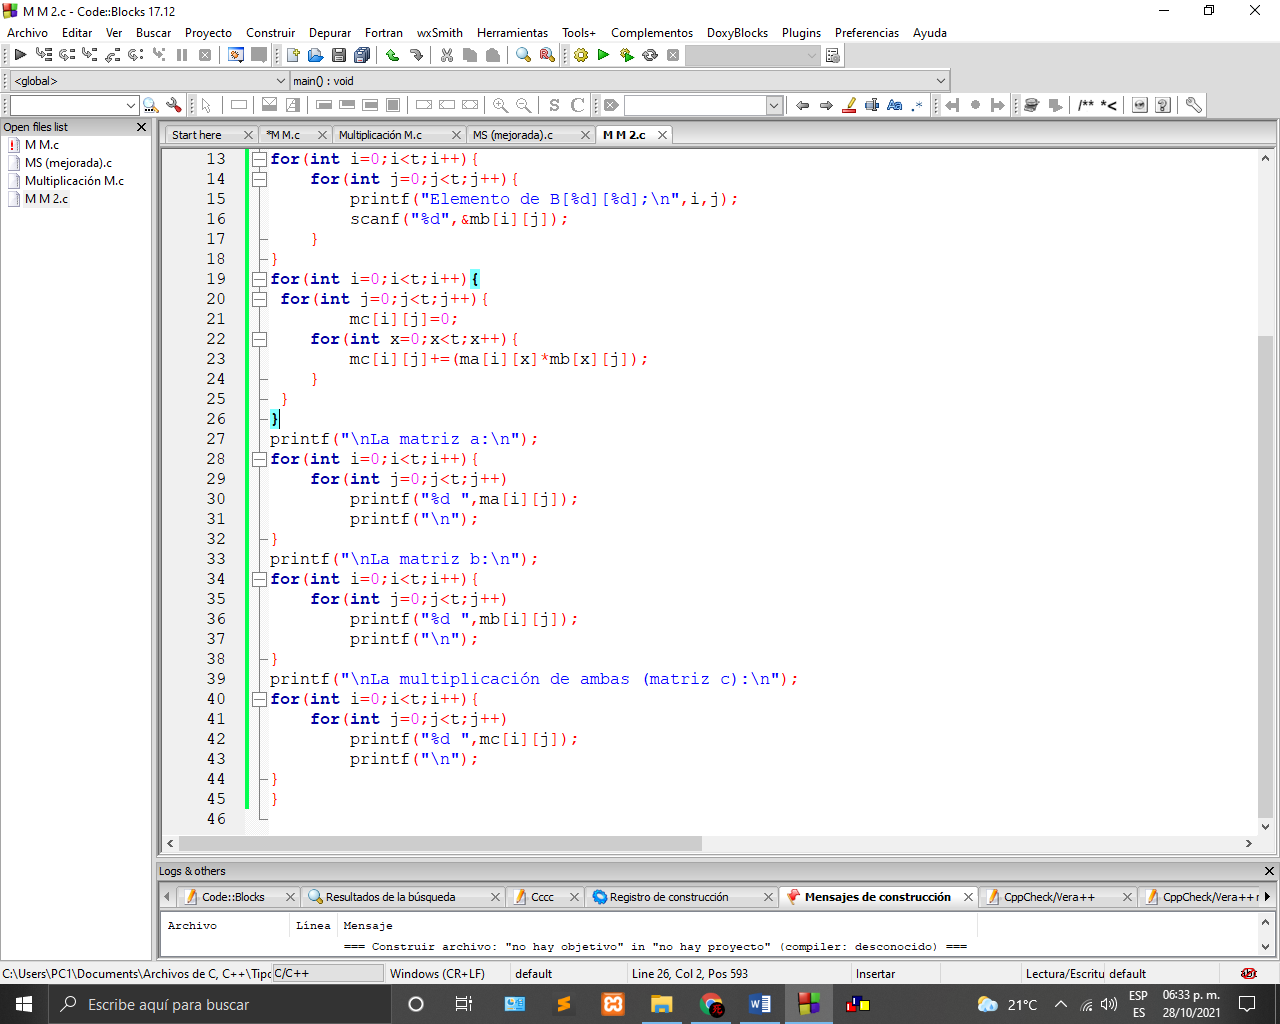 M M 2.c - Code::Blocks 17.12
Archivo Editar Ver Buscar Proyecto Construir Depurar Fortran wxSmith Herramientas Tools+ Complementos DoxyBlocks Plugins Preferencias Ayuda
<global> main() : void
S C /** *<
Open files list
M M.c
MS (mejorada).c
Multiplicación M.c
M M 2.c
Start here *M M.c Multiplicación M.c MS (mejorada).c M M 2.c
13 for(int i=0;i<t;i++){
14 for(int j=0;j<t;j++){
15 printf("Elemento de B[%d][%d];\n",i,j);
16 scanf("%d",&mb[i][j]);
17 }
18 }
19 for(int i=0;i<t;i++){
20 for(int j=0;j<t;j++){
21 mc[i][j]=0;
22 for(int x=0;x<t;x++){
23 mc[i][j]+=(ma[i][x]*mb[x][j]);
24 }
25 }
26 }
27 printf("\nLa matriz a:\n");
28 for(int i=0;i<t;i++){
29 for(int j=0;j<t;j++)
30 printf("%d ",ma[i][j]);
31 printf("\n");
32 }
33 printf("\nLa matriz b:\n");
34 for(int i=0;i<t;i++){
35 for(int j=0;j<t;j++)
36 printf("%d ",mb[i][j]);
37 printf("\n");
38 }
39 printf("\nLa multiplicación de ambas (matriz c):\n");
40 for(int i=0;i<t;i++){
41 for(int j=0;j<t;j++)
42 printf("%d ",mc[i][j]);
43 printf("\n");
44 }
45 }
46
Logs & others
Code::Blocks Resultados de la búsqueda Cccc Registro de construcción Mensajes de construcción CppCheck/Vera++ CppCheck/Vera++ r
Archivo Línea Mensaje
=== Construir archivo: "no hay objetivo" in "no hay proyecto" (compiler: desconocido) ===
C:\Users\PC1\Documents\Archivos de C, C++\Tipo C/C++ Windows (CR+LF) default Line 26, Col 2, Pos 593 Insertar Lectura/Escritu default
Escribe aquí para buscar 21°C ESP ES 06:33 p. m. 28/10/2021